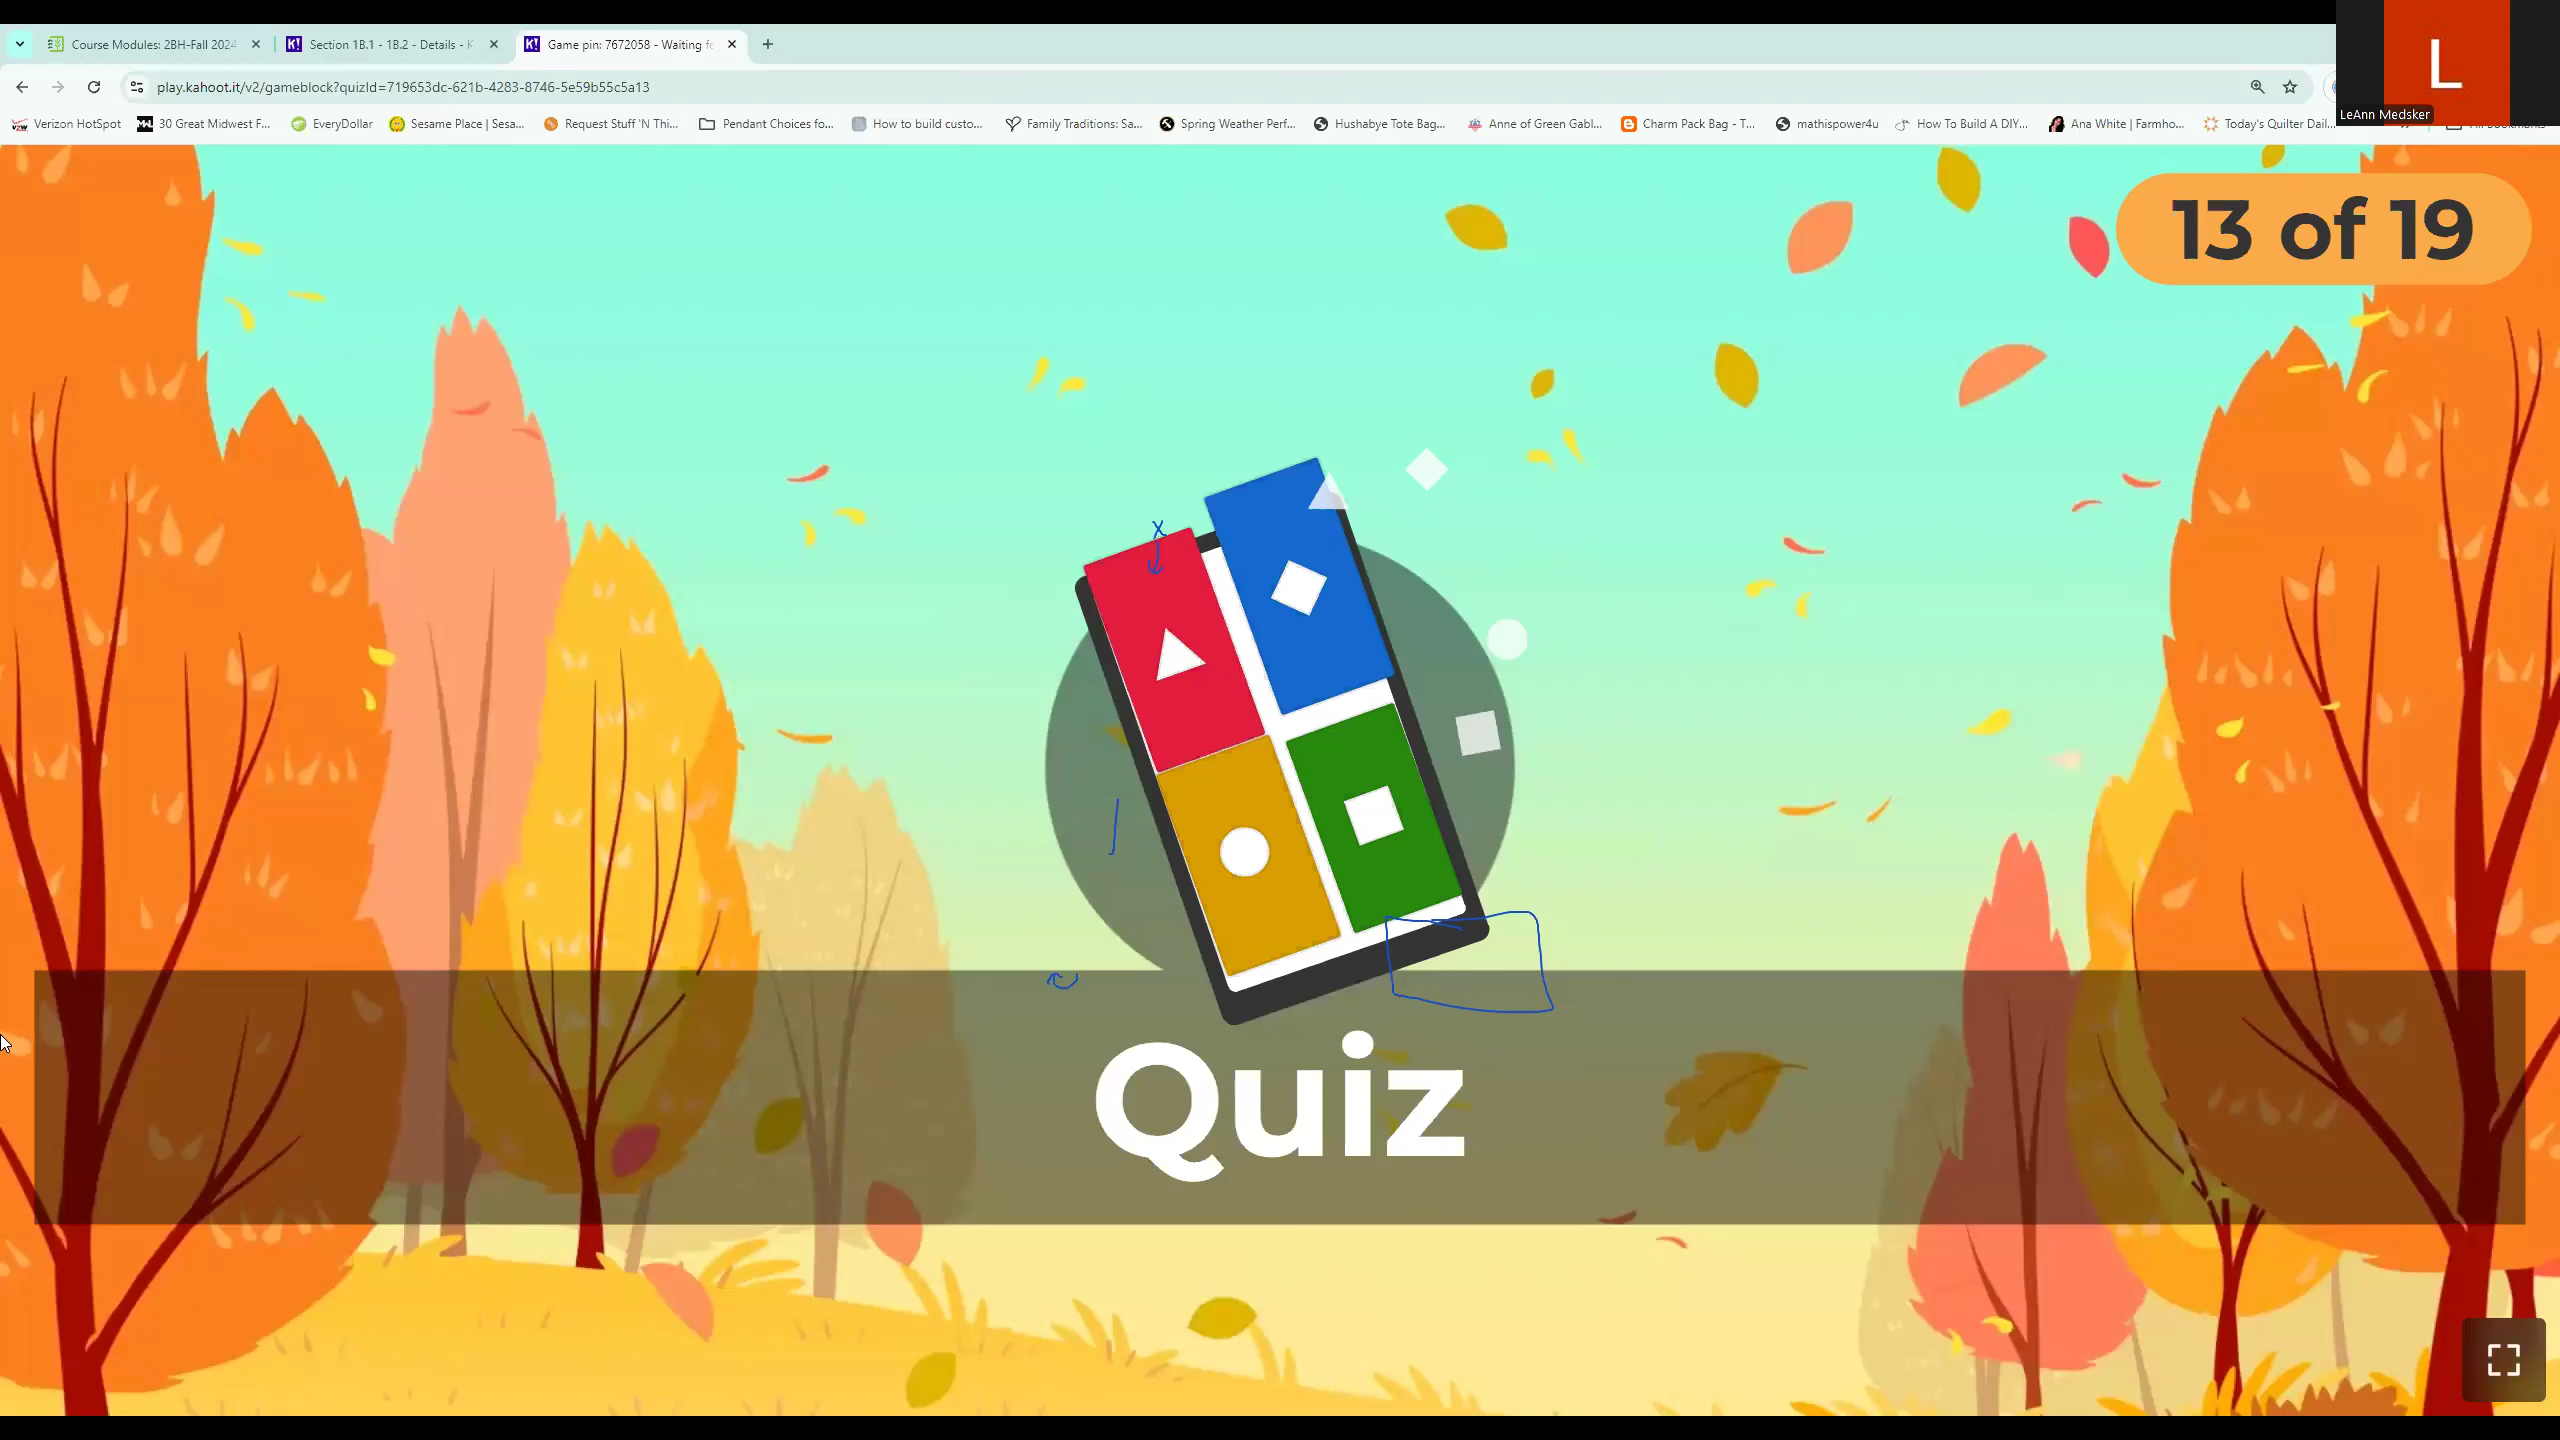 Course Modules: 2BH-Fall 2024
Section 1B.1 - 1B.2 - Details - K
Game pin: 7672058 - Waiting fo
play.kahoot.it/v2/gameblock?quizId=719653dc-621b-4283-8746-5e59b55c5a13
Verizon HotSpot
30 Great Midwest F...
EveryDollar
Sesame Place | Sesa...
Request Stuff 'N Thi...
Pendant Choices fo...
How to build custo...
Family Traditions: Sa...
Spring Weather Perf...
Hushabye Tote Bag...
Anne of Green Gabl...
Charm Pack Bag - T...
mathispower4u
How To Build A DIY...
Ana White | Farmho...
Today's Quilter Dail...
L
LeAnn Medsker
13 of 19
x
Quiz